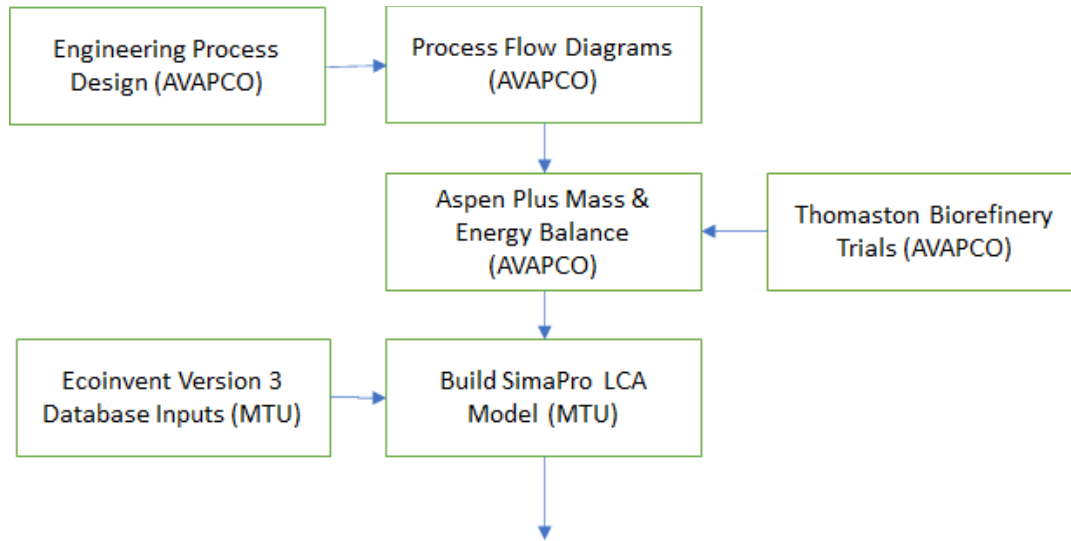 Engineering Process
Design (AVAPCO)
Process Flow Diagrams
(AVAPCO)
Aspen Plus Mass &
Energy Balance
(AVAPCO)
Thomaston Biorefinery
Trials (AVAPCO)
Ecoinvent Version 3
Database Inputs (MTU)
Build SimaPro LCA
Model (MTU)